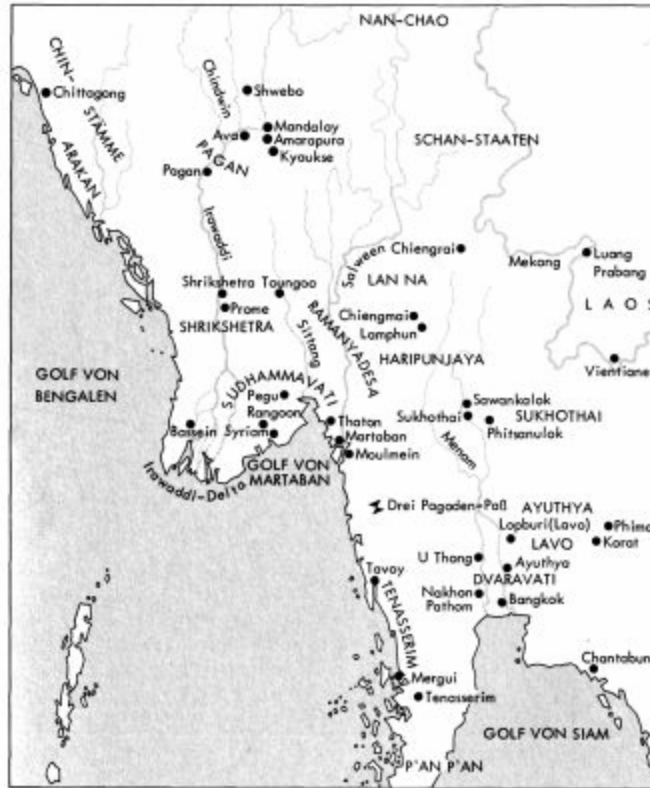 NAN-CHAO
CHIN-
STÄMME
Chittagong
Chindwin
Shwebo
Mandalay
Ava
Amarapura
Kyaukse
PAGAN
Pagan
SCHAN-STAATEN
ARAKAN
Irawaddi
Salween
Chiengrai
Mekong
Luang
Prabang
LAN NA
LAOS
Shrikshetra
Toungoo
Prome
SHRIKSHETRA
Sittang
RAMANYADESA
Chiengmai
Lamphun
HARIPUNJAYA
Vientiane
GOLF VON
BENGALEN
SUDHAMMAVATI
Pegu
Rangoon
Bassein
Syriam
Thaton
Martaban
Moulmein
Sawankalok
Sukhothai
SUKHOTHAI
Phitsanulok
Menam
Irawaddi-Delta
GOLF VON
MARTABAN
Drei Pagoden-Paß
AYUTHYA
Lopburi(Lavo)
Phima
LAVO
Korat
U Thong
Ayuthya
DVARAVATI
Tavoy
Nakhon
Pathom
Bangkok
TENASSERIM
Mergui
Tenasserim
Chantabun
GOLF VON SIAM
P'AN P'AN